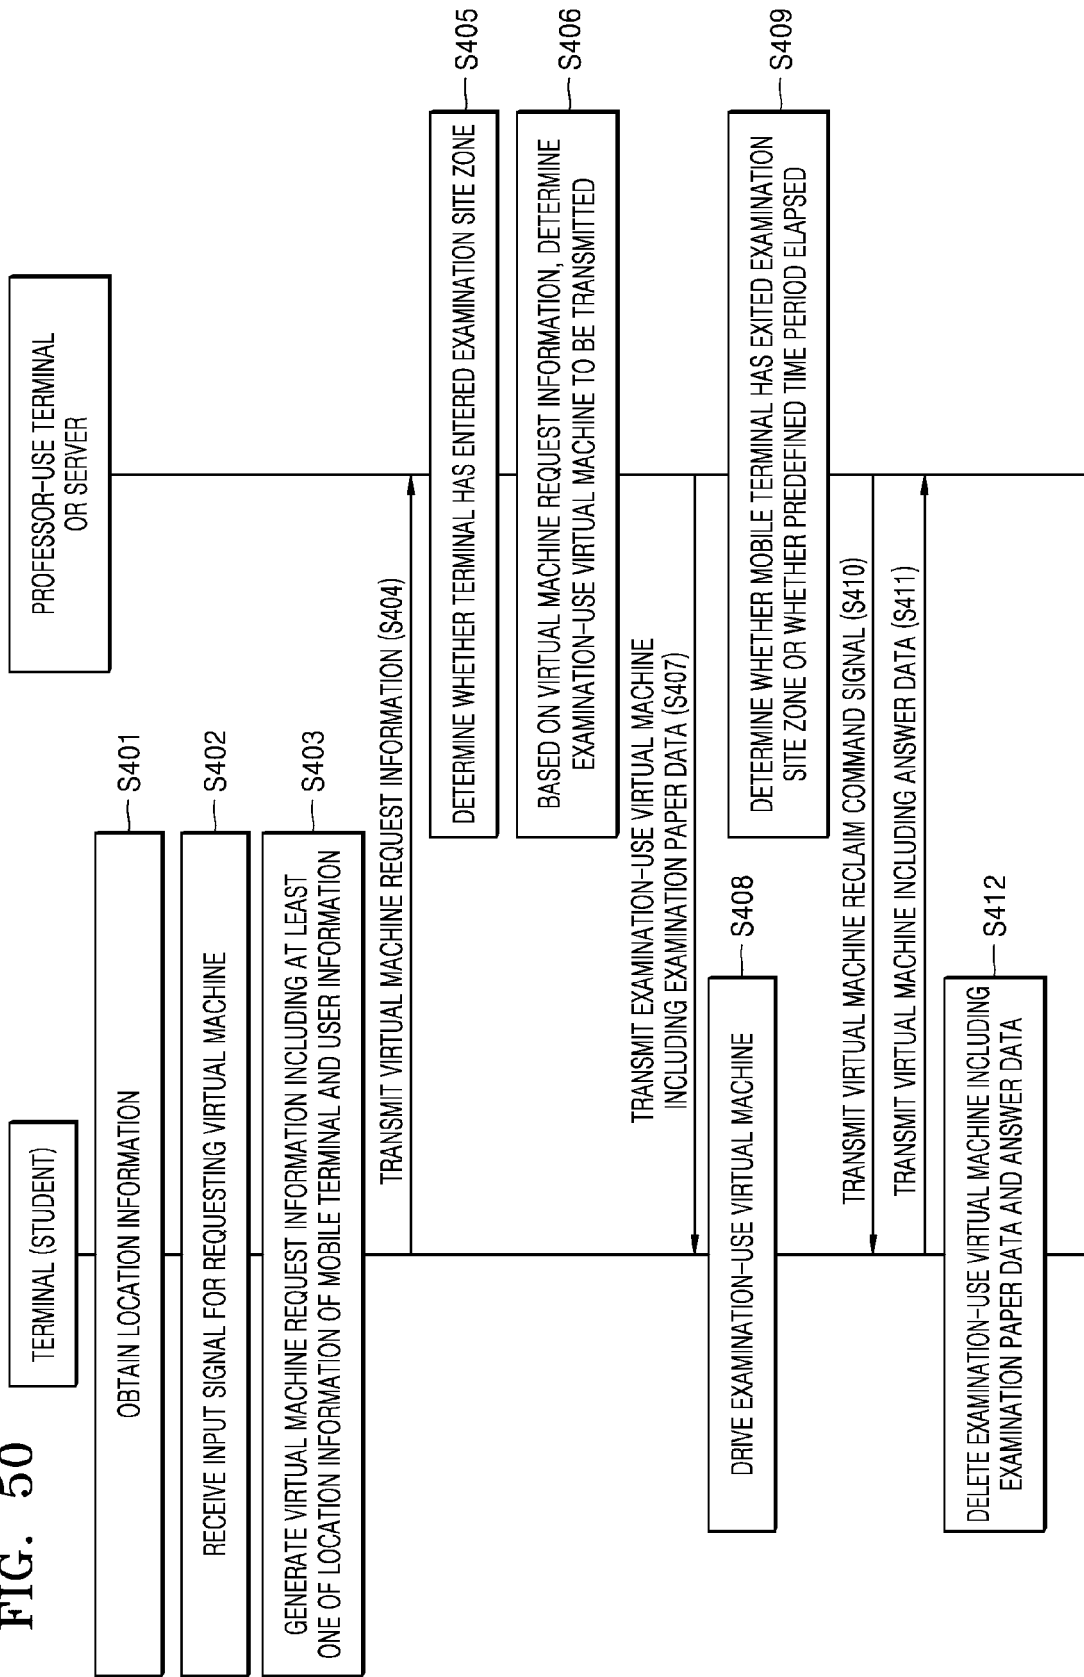 FIG. 50
TERMINAL (STUDENT)
PROFESSOR-USE TERMINAL
OR SERVER
OBTAIN LOCATION INFORMATION
S401
RECEIVE INPUT SIGNAL FOR REQUESTING VIRTUAL MACHINE
S402
GENERATE VIRTUAL MACHINE REQUEST INFORMATION INCLUDING AT LEAST
ONE OF LOCATION INFORMATION OF MOBILE TERMINAL AND USER INFORMATION
S403
TRANSMIT VIRTUAL MACHINE REQUEST INFORMATION (S404)
DETERMINE WHETHER TERMINAL HAS ENTERED EXAMINATION SITE ZONE
S405
BASED ON VIRTUAL MACHINE REQUEST INFORMATION, DETERMINE
EXAMINATION-USE VIRTUAL MACHINE TO BE TRANSMITTED
S406
TRANSMIT EXAMINATION-USE VIRTUAL MACHINE
INCLUDING EXAMINATION PAPER DATA (S407)
DRIVE EXAMINATION-USE VIRTUAL MACHINE
S408
DETERMINE WHETHER MOBILE TERMINAL HAS EXITED EXAMINATION
SITE ZONE OR WHETHER PREDEFINED TIME PERIOD ELAPSED
S409
TRANSMIT VIRTUAL MACHINE RECLAIM COMMAND SIGNAL (S410)
TRANSMIT VIRTUAL MACHINE INCLUDING ANSWER DATA (S411)
DELETE EXAMINATION-USE VIRTUAL MACHINE INCLUDING
EXAMINATION PAPER DATA AND ANSWER DATA
S412